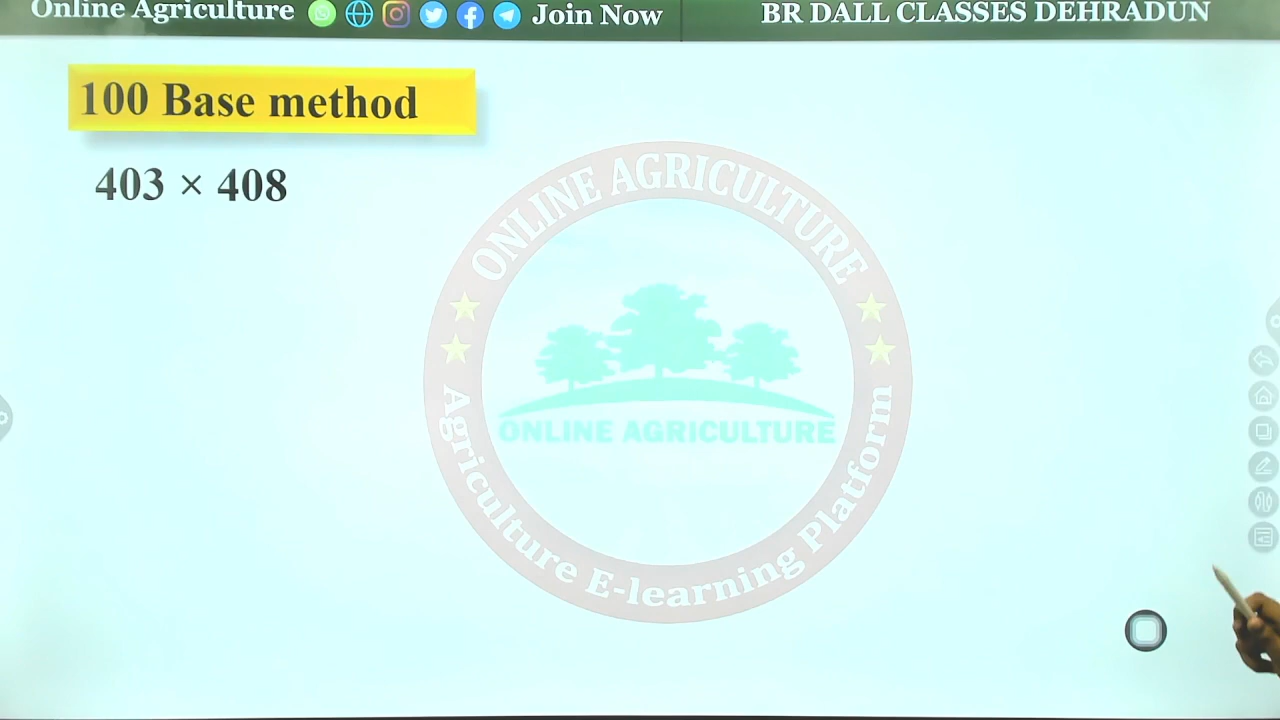 Online Agriculture Join Now
BR DALL CLASSES DEHRADUN
100 Base method
403 × 408
ONLINE AGRICULTURE
ONLINE AGRICULTURE
Agriculture E-learning Platform